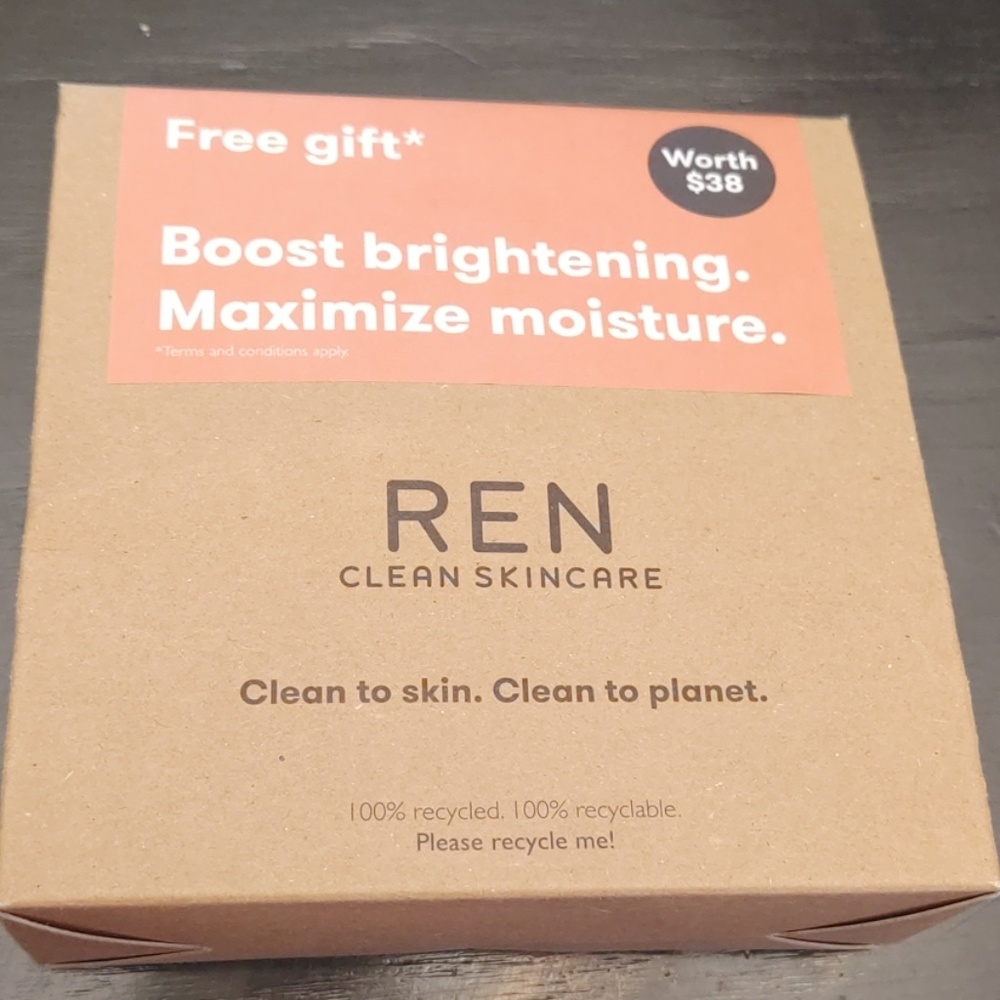 Free gift*
Worth
$38
Boost brightening.
Maximize moisture.
*Terms and conditions apply.
REN
CLEAN SKINCARE
Clean to skin. Clean to planet.
100% recycled. 100% recyclable.
Please recycle me!